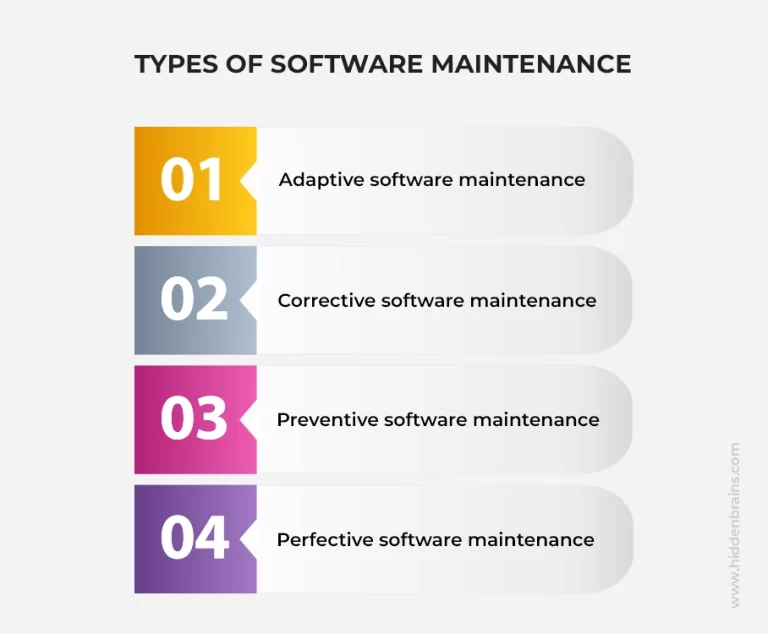 TYPES OF SOFTWARE MAINTENANCE
01
Adaptive software maintenance
02
Corrective software maintenance
03
Preventive software maintenance
04
Perfective software maintenance
www.hiddenbrains.com